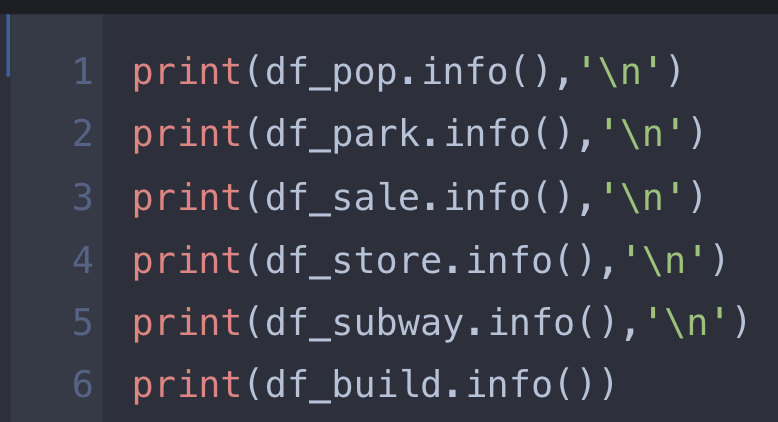 1 print(df_pop.info(),'\n')
2 print(df_park.info(),'\n')
3 print(df_sale.info(),'\n')
4 print(df_store.info(),'\n')
5 print(df_subway.info(),'\n')
6 print(df_build.info())